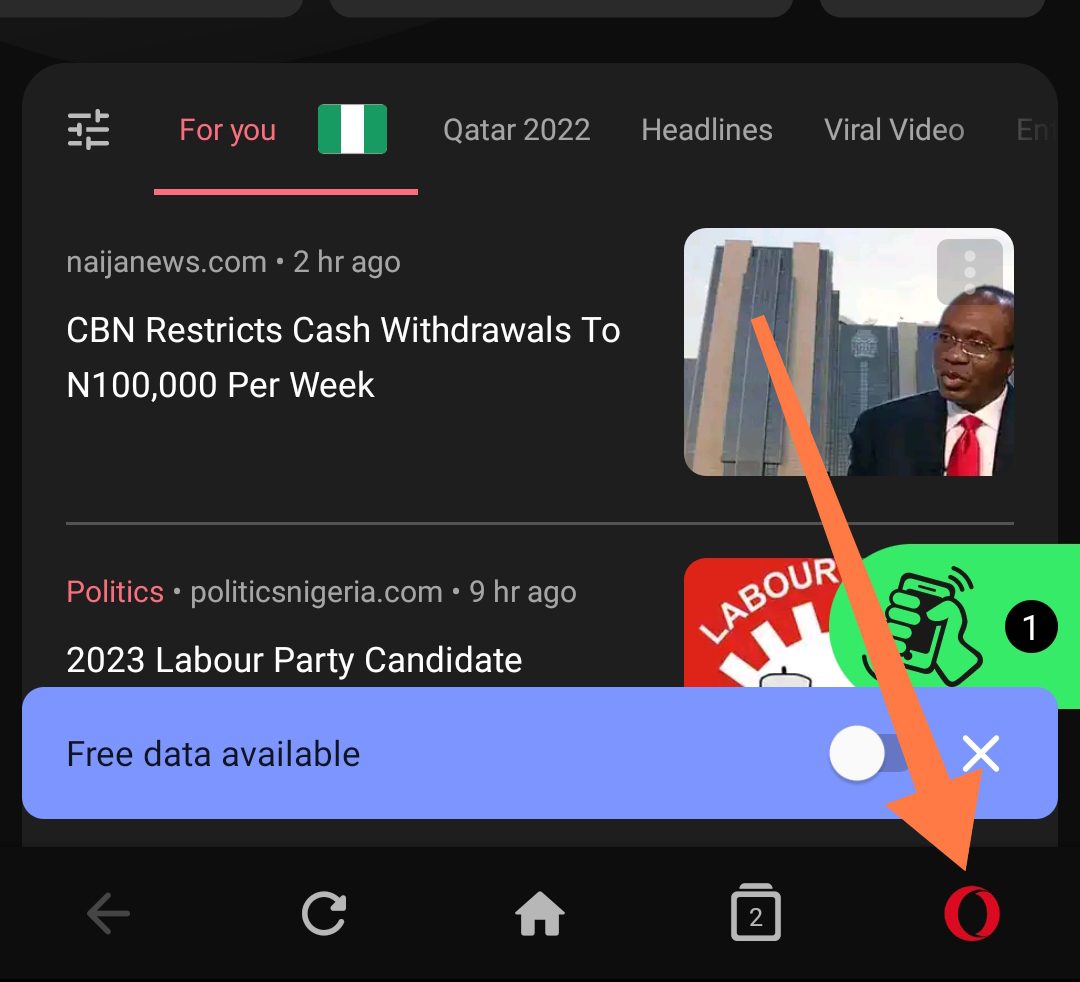 For you
Qatar 2022
Headlines
Viral Video
naijanews.com • 2 hr ago
CBN Restricts Cash Withdrawals To
N100,000 Per Week
Politics • politicsnigeria.com • 9 hr ago
LABOUR
1
2023 Labour Party Candidate
Free data available
2